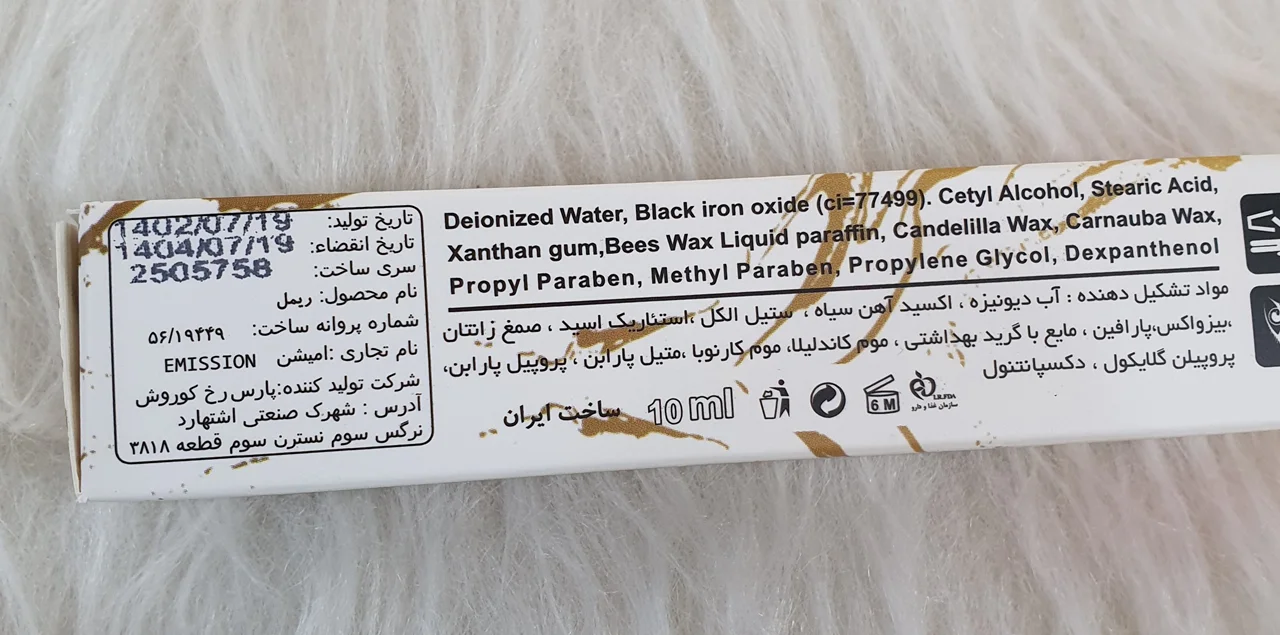 تاریخ تولید: 1402/07/19
تاریخ انقضاء: 1404/07/19
سری ساخت: 2505758
نام محصول: ریمل
شماره پروانه ساخت: ۵۶/۱۹۴۴۹
نام تجاری :امیشن EMISSION
شرکت تولید کننده:پارس رخ کوروش
آدرس : شهرک صنعتی اشتهارد
نرگس سوم نسترن سوم قطعه ۳۸۱۸
Deionized Water, Black iron oxide (ci=77499). Cetyl Alcohol, Stearic Acid,
Xanthan gum,Bees Wax Liquid paraffin, Candelilla Wax, Carnauba Wax,
Propyl Paraben, Methyl Paraben, Propylene Glycol, Dexpanthenol
مواد تشکیل دهنده : آب دیونیزه ، اکسید آهن سیاه ، ستیل الکل ،استئاریک اسید ، صمغ زانتان
،بیزواکس،پارافین ، مایع با گرید بهداشتی ، موم کاندلیلا، موم کارنوبا ،متیل پارابن ، پروپیل پارابن،
پروپیلن گلایکول ، دکسپانتنول
ساخت ایران 10 ml 6 M I.R.FDA
سازمان غذا و دارو